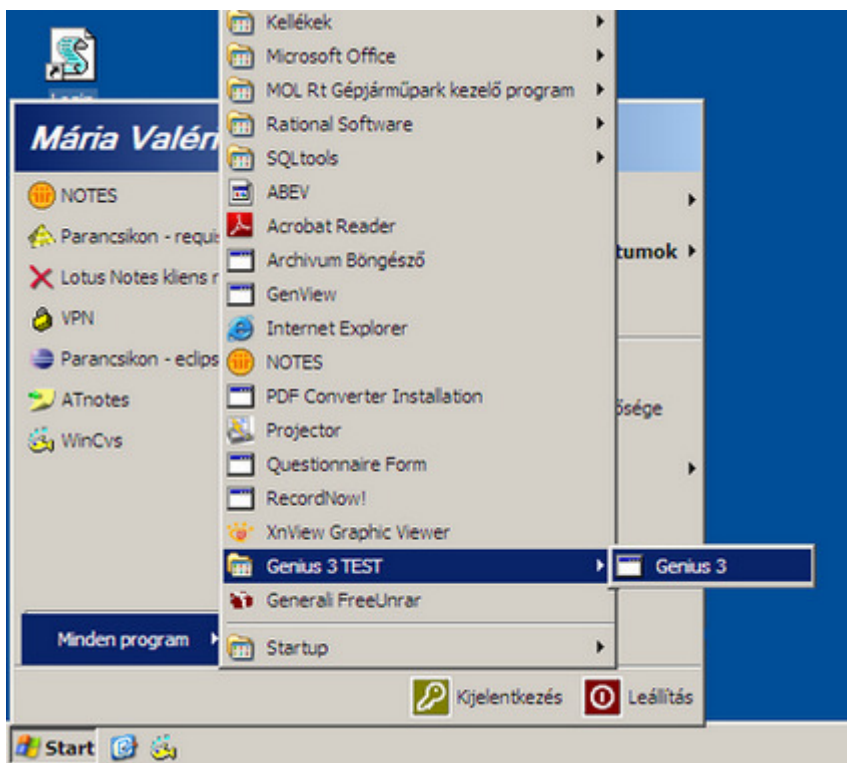 Mária Valér
NOTES
Parancsikon - requis
Lotus Notes kliens r
VPN
Parancsikon - eclips
ATnotes
WinCvs
Minden program
Kellékek
Microsoft Office
MOL Rt Gépjárműpark kezelő program
Rational Software
SQLtools
ABEV
Acrobat Reader
Archivum Böngésző
GenView
Internet Explorer
NOTES
PDF Converter Installation
Projector
Questionnaire Form
RecordNow!
XnView Graphic Viewer
Genius 3 TEST
Generali FreeUnrar
Startup
Genius 3
tumok
ősége
Kijelentkezés
Leállítás
Start